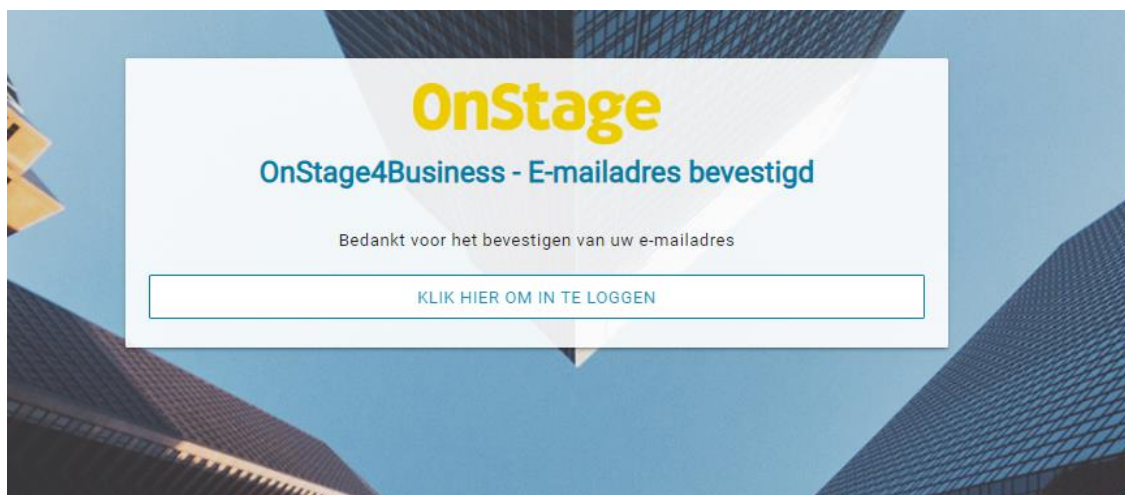 OnStage
OnStage4Business - E-mailadres bevestigd
Bedankt voor het bevestigen van uw e-mailadres
KLIK HIER OM IN TE LOGGEN